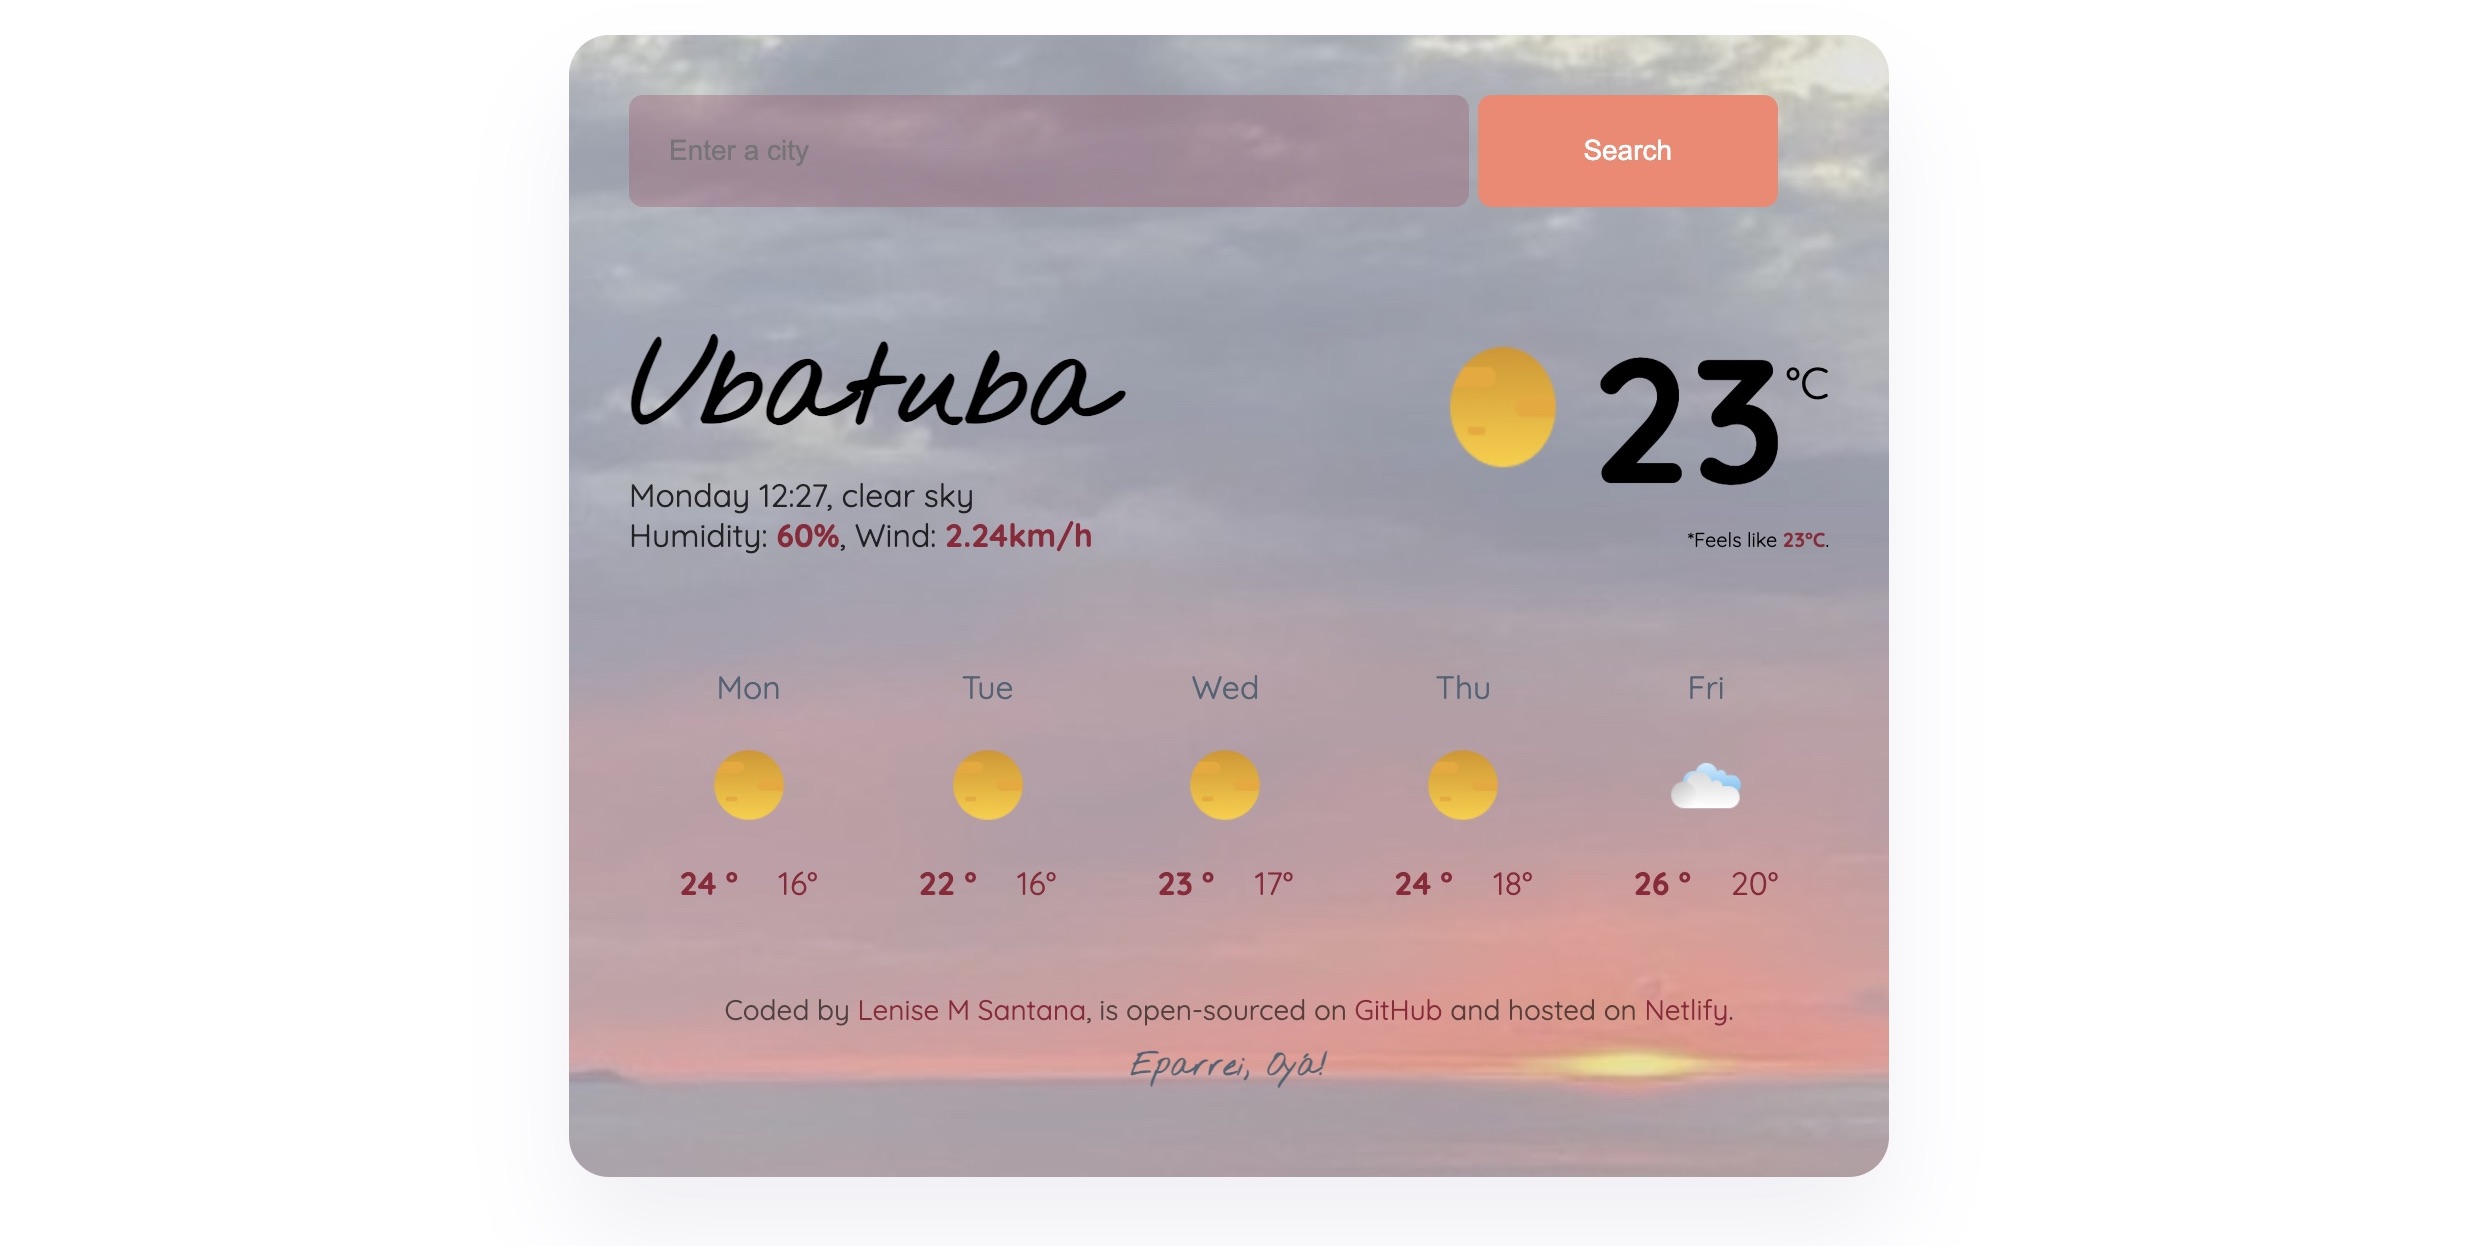 Enter a city
Search
Ubatuba
23 °C
Monday 12:27, clear sky
Humidity: 60%, Wind: 2.24km/h
*Feels like 23°C.
Mon Tue Wed Thu Fri
24 ° 16° 22 ° 16° 23 ° 17° 24 ° 18° 26 ° 20°
Coded by Lenise M Santana, is open-sourced on GitHub and hosted on Netlify.
Eparrei, Oyá!